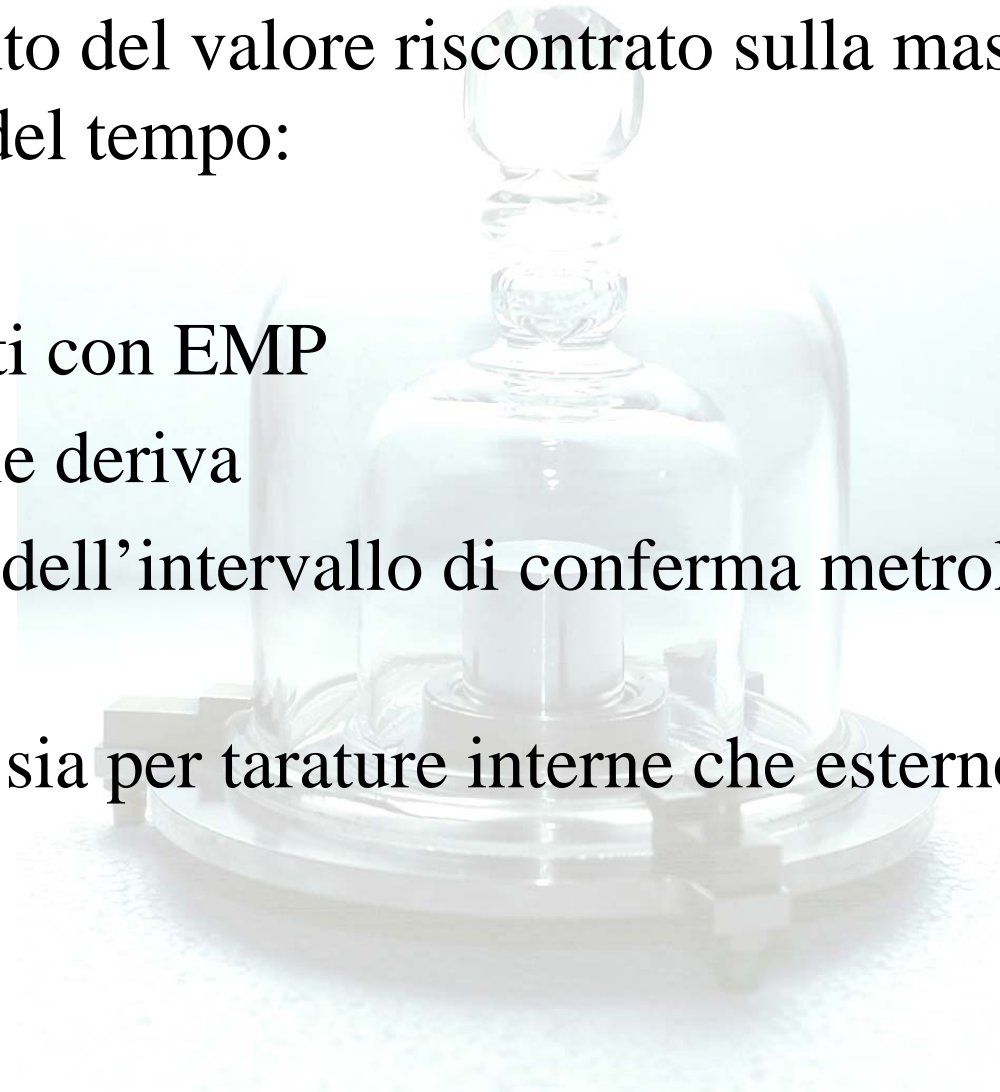 to del valore riscontrato sulla mas
del tempo:
ti con EMP
e deriva
dell’intervallo di conferma metrol
sia per tarature interne che esterne